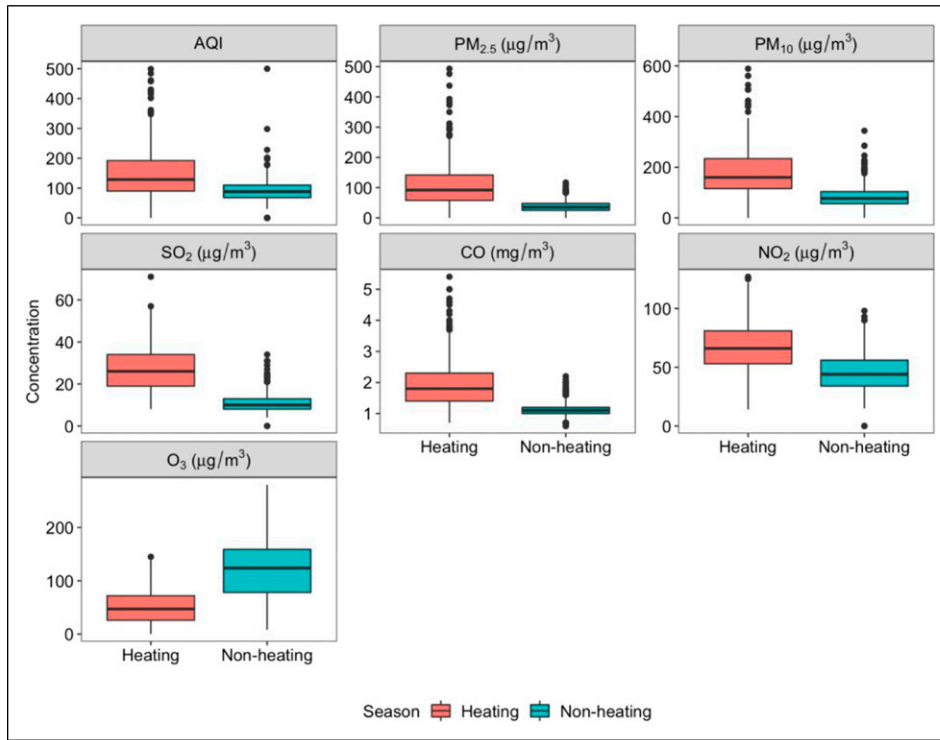 AQI
PM₂.₅ (μg/m³)
PM₁₀ (μg/m³)
500
400
300
200
100
0
500
400
300
200
100
0
600
400
200
0
SO₂ (μg/m³)
CO (mg/m³)
NO₂ (μg/m³)
Concentration
60
40
20
0
5
4
3
2
1
100
50
0
Heating Non-heating
Heating Non-heating
O₃ (μg/m³)
200
100
0
Heating Non-heating
Season Heating Non-heating